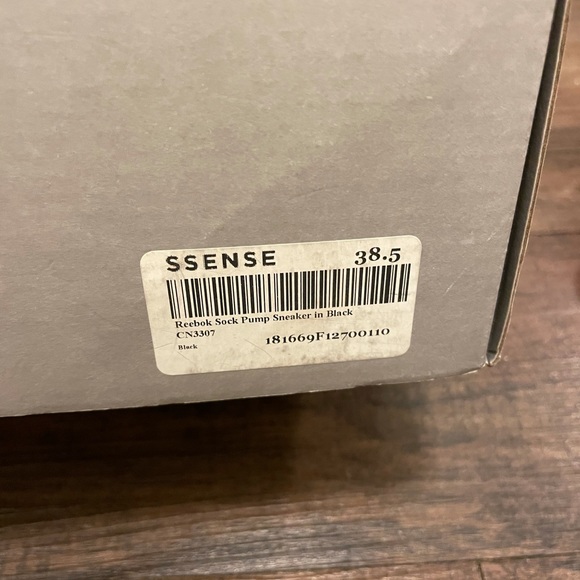 SSENSE 38.5
Reebok Sock Pump Sneaker in Black
CN3307
Black 181669F12700110